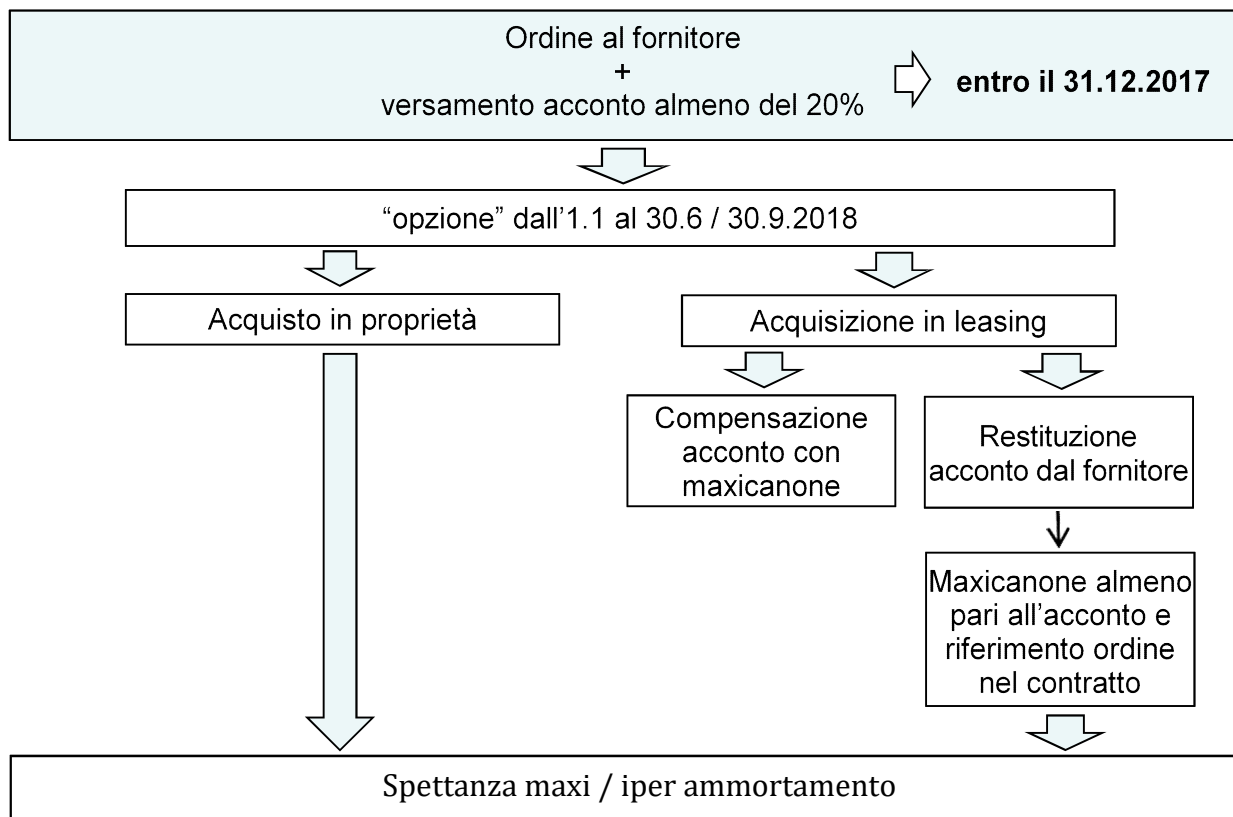 Ordine al fornitore
+
versamento acconto almeno del 20%
entro il 31.12.2017
“opzione” dall’1.1 al 30.6 / 30.9.2018
Acquisto in proprietà
Acquisizione in leasing
Compensazione
acconto con
maxicanone
Restituzione
acconto dal fornitore
Maxicanone almeno
pari all’acconto e
riferimento ordine
nel contratto
Spettanza maxi / iper ammortamento